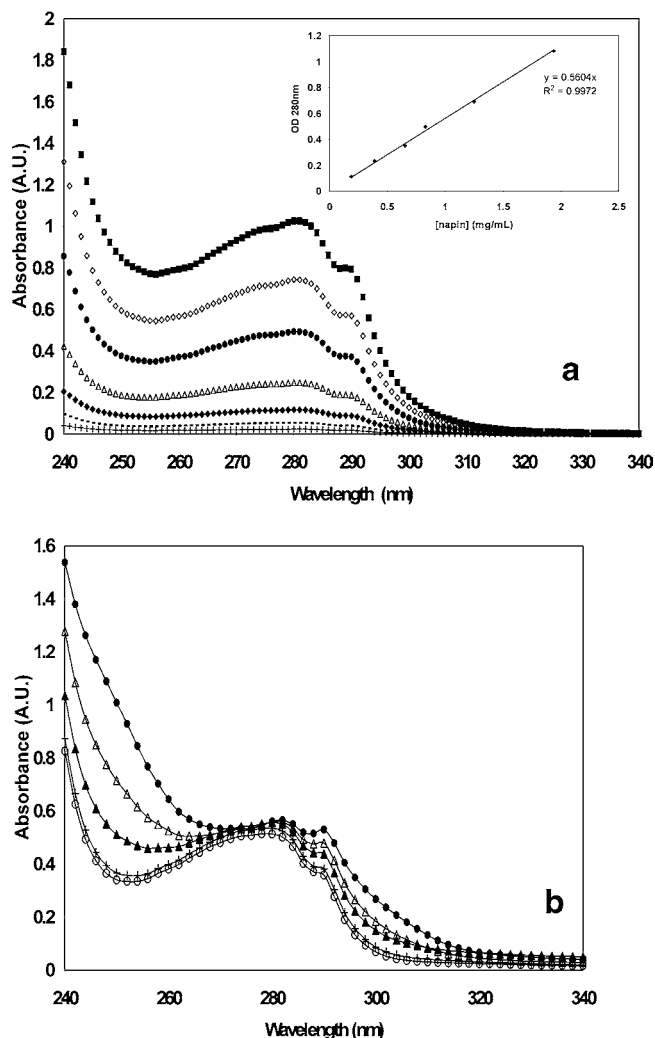 2
1.8
1.6
1.4
1.2
1
0.8
0.6
0.4
0.2
0
Absorbance (A.U.)
240 250 260 270 280 290 300 310 320 330 340
Wavelength (nm)
1.2
1
0.8
0.6
0.4
0.2
0
OD 280nm
0 0.5 1 1.5 2 2.5
[napin] (mg/mL)
y = 0.5604x
R² = 0.9972
a
1.6
1.4
1.2
1
0.8
0.6
0.4
0.2
0
Absorbance (A.U.)
240 260 280 300 320 340
Wavelength (nm)
b